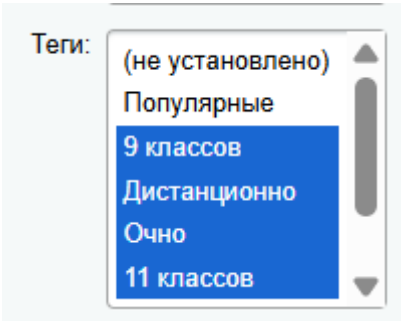 Теги:
(не установлено)
Популярные
9 классов
Дистанционно
Очно
11 классов